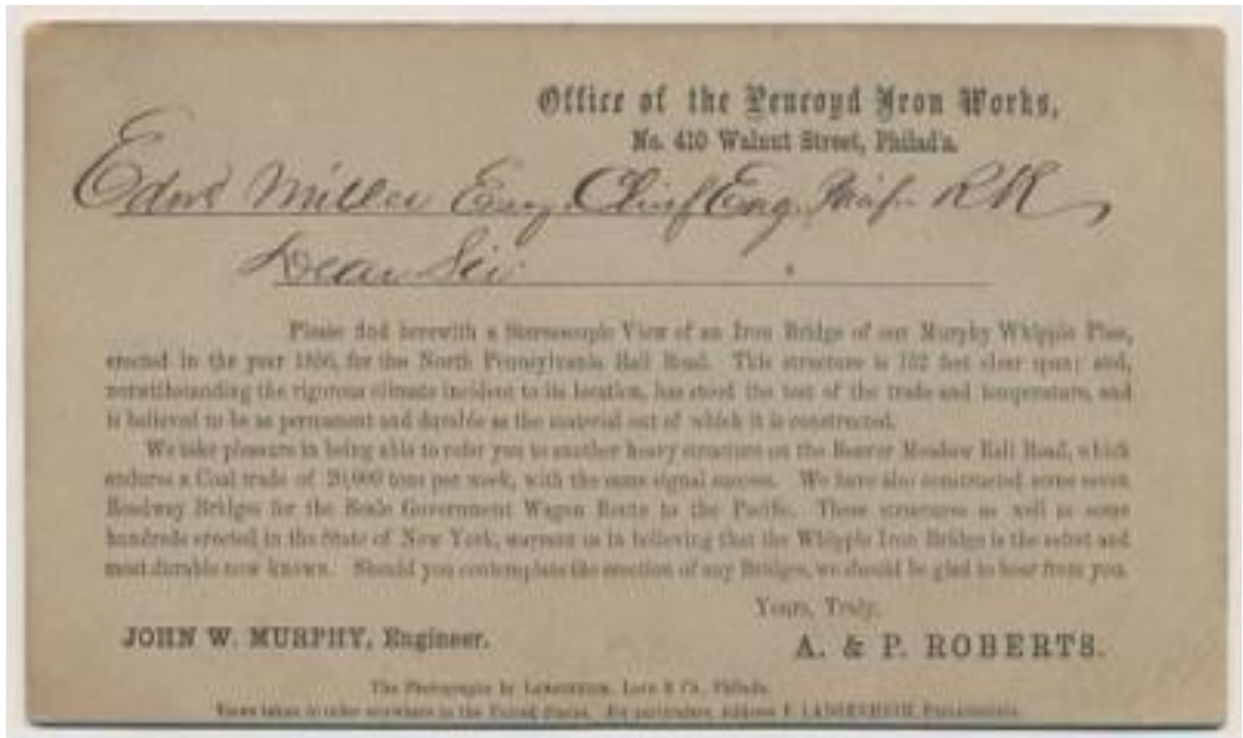 Office of the Pencoyd Iron Works,
No. 410 Walnut Street, Philad'a.
Edwd Miller Esq. Chief Eng. RR
Dear Sir
Please find herewith a Stereoscopic View of an Iron Bridge of our Murphy Whipple Plan,
erected in the year 1856, for the North Pennsylvania Rail Road. This structure is clear span; and,
notwithstanding the rigorous climate incident to its location, has stood the test of the trade and temperature, and
is believed to be as permanent and durable as the material out of which it is constructed.
We take pleasure in being able to refer you to another heavy structure on the Beaver Meadow Rail Road, which
endures a Coal trade of 20,000 tons per week, with the same signal success. We have also constructed some seven
Roadway Bridges for the Beale Government Wagon Route to the Pacific. These structures as well as some
hundreds erected in the State of New York, warrant us in believing that the Whipple Iron Bridge is the safest and
most durable now known. Should you contemplate the erection of any Bridges, we should be glad to hear from you.
Yours, Truly,
JOHN W. MURPHY, Engineer.
A. & P. ROBERTS.
The Photographs by Langenheim, & Co. Philada.
Views taken to order anywhere in the United States. For particulars, address F. LANGENHEIM, Philadelphia.